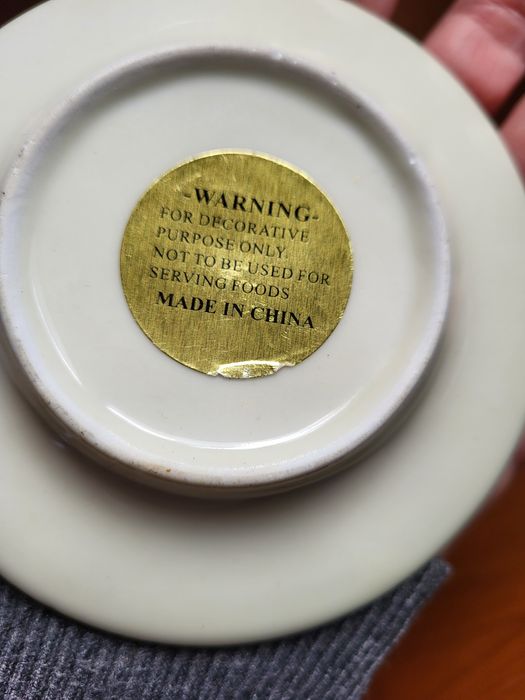 -WARNING-
FOR DECORATIVE
PURPOSE ONLY
NOT TO BE USED FOR
SERVING FOODS
MADE IN CHINA